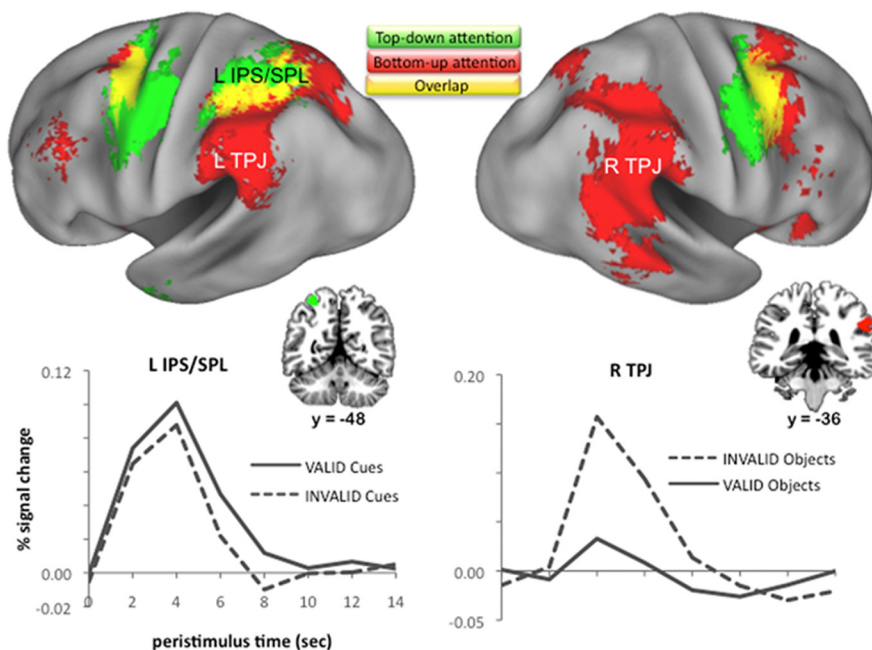 Top-down attention
Bottom-up attention
Overlap
L IPS/SPL
L TPJ
R TPJ
L IPS/SPL
y = -48
0.12
% signal change
VALID Cues
INVALID Cues
0.00
-0.02
0 2 4 6 8 10 12 14
peristimulus time (sec)
R TPJ
y = -36
0.20
INVALID Objects
VALID Objects
0.00
-0.05